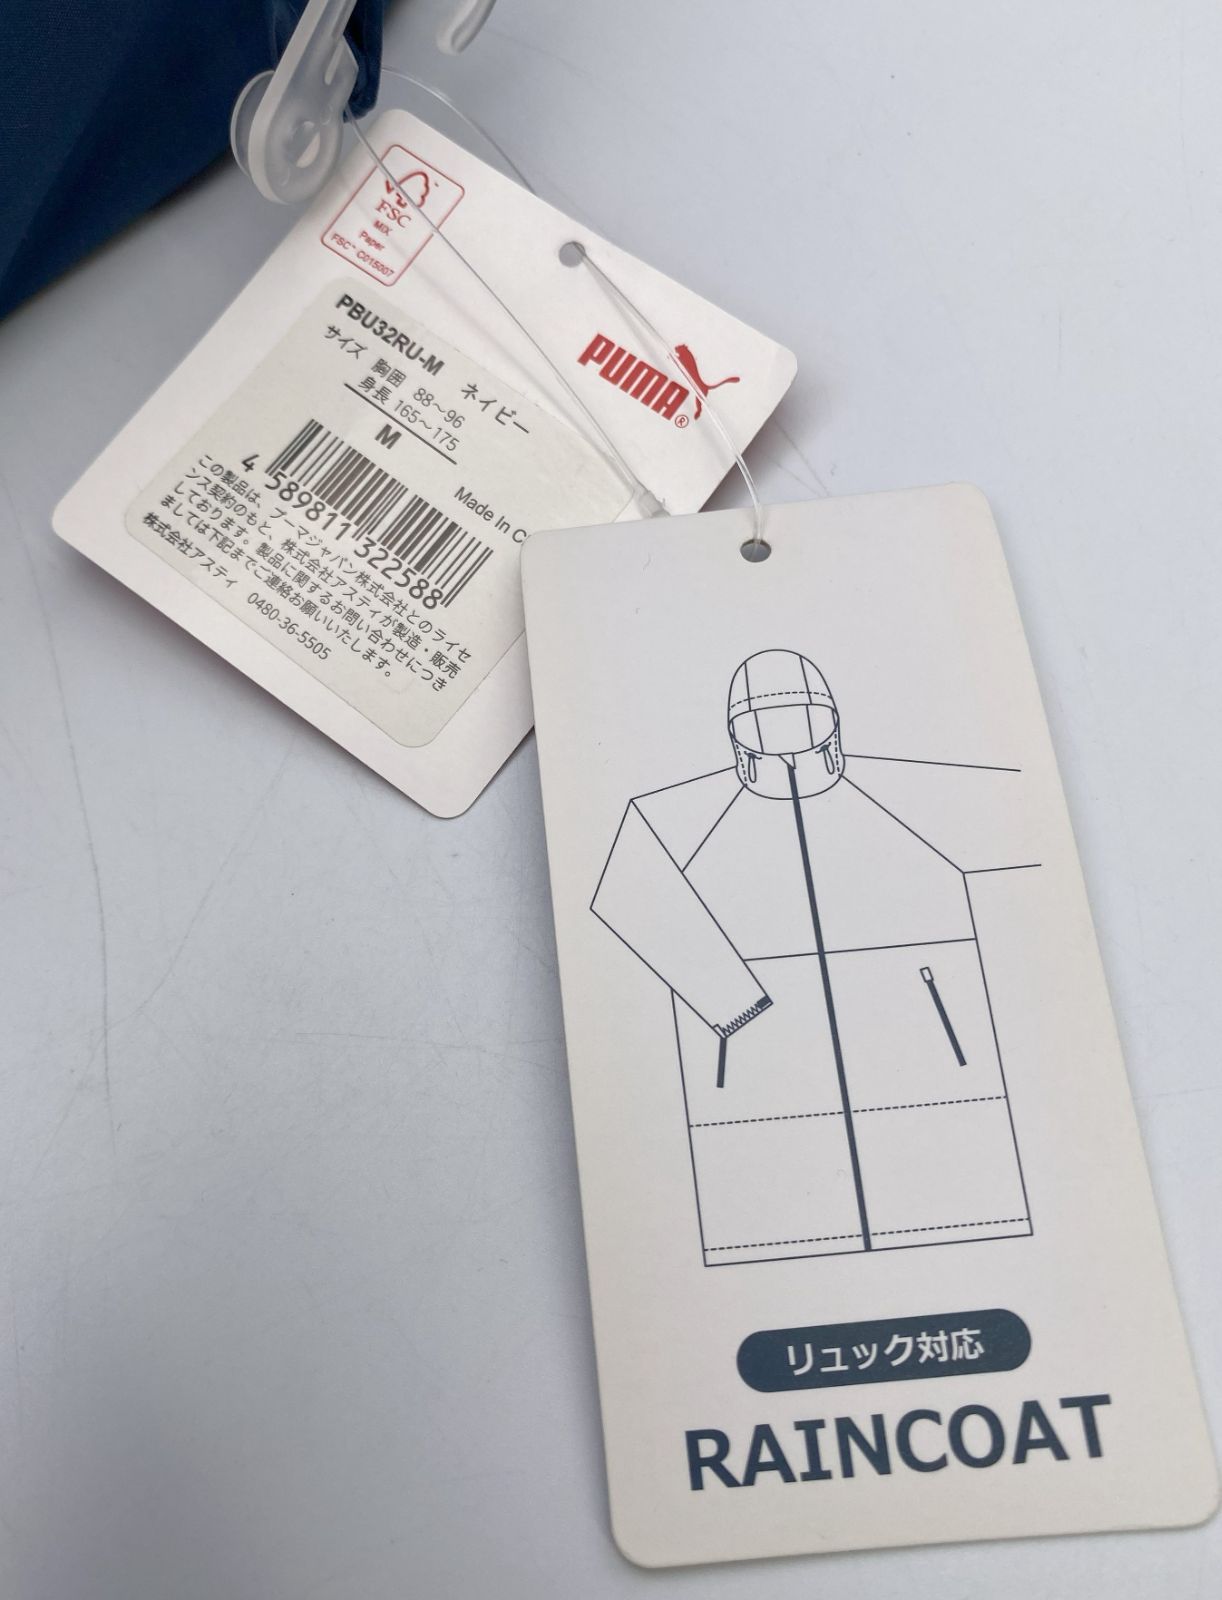 FSC
MIX
Paper
FSC™ C015007
PUMA®
PBU32RU-M ネイビー
サイズ 胸囲 88～96
身長 165～175
M
Made In C
4 589811 322588
この製品は、プーマジャパン株式会社とのライセ
ンス契約のもと、株式会社アスティが製造・販売
しております。製品に関するお問い合わせにつき
ましては下記までご連絡お願いいたします。
株式会社アスティ 0480-36-5505
リュック対応
RAINCOAT